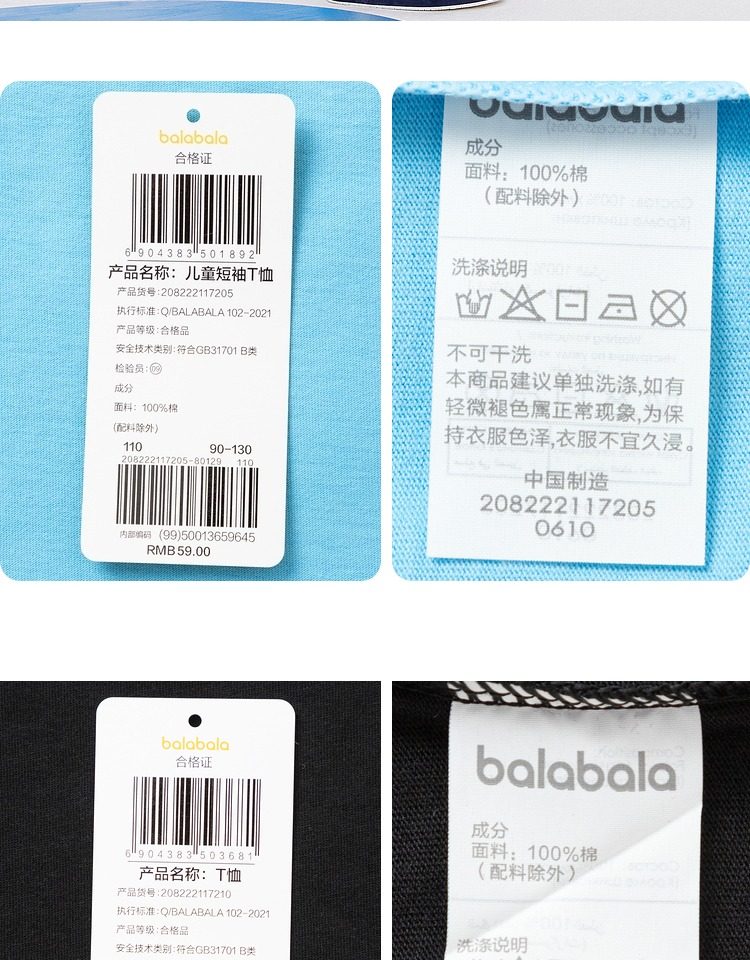 balabala
合格证
6 904383 501892
产品名称：儿童短袖T恤
产品货号:208222117205
执行标准:Q/BALABALA 102-2021
产品等级:合格品
安全技术类别:符合GB31701 B类
检验员:09
成分
面料：100%棉
(配料除外)
110 90-130
208222117205-80129 110
内部编码 (99)50013659645
RMB59.00
balabala
成分
面料：100%棉
（配料除外）
洗涤说明
不可干洗
本商品建议单独洗涤,如有
轻微褪色属正常现象,为保
持衣服色泽,衣服不宜久浸。
中国制造
208222117205
0610
balabala
合格证
6 904383 503681
产品名称：T恤
产品货号:208222117210
执行标准:Q/BALABALA 102-2021
产品等级:合格品
安全技术类别:符合GB31701 B类
balabala
成分
面料：100%棉
（配料除外）
洗涤说明